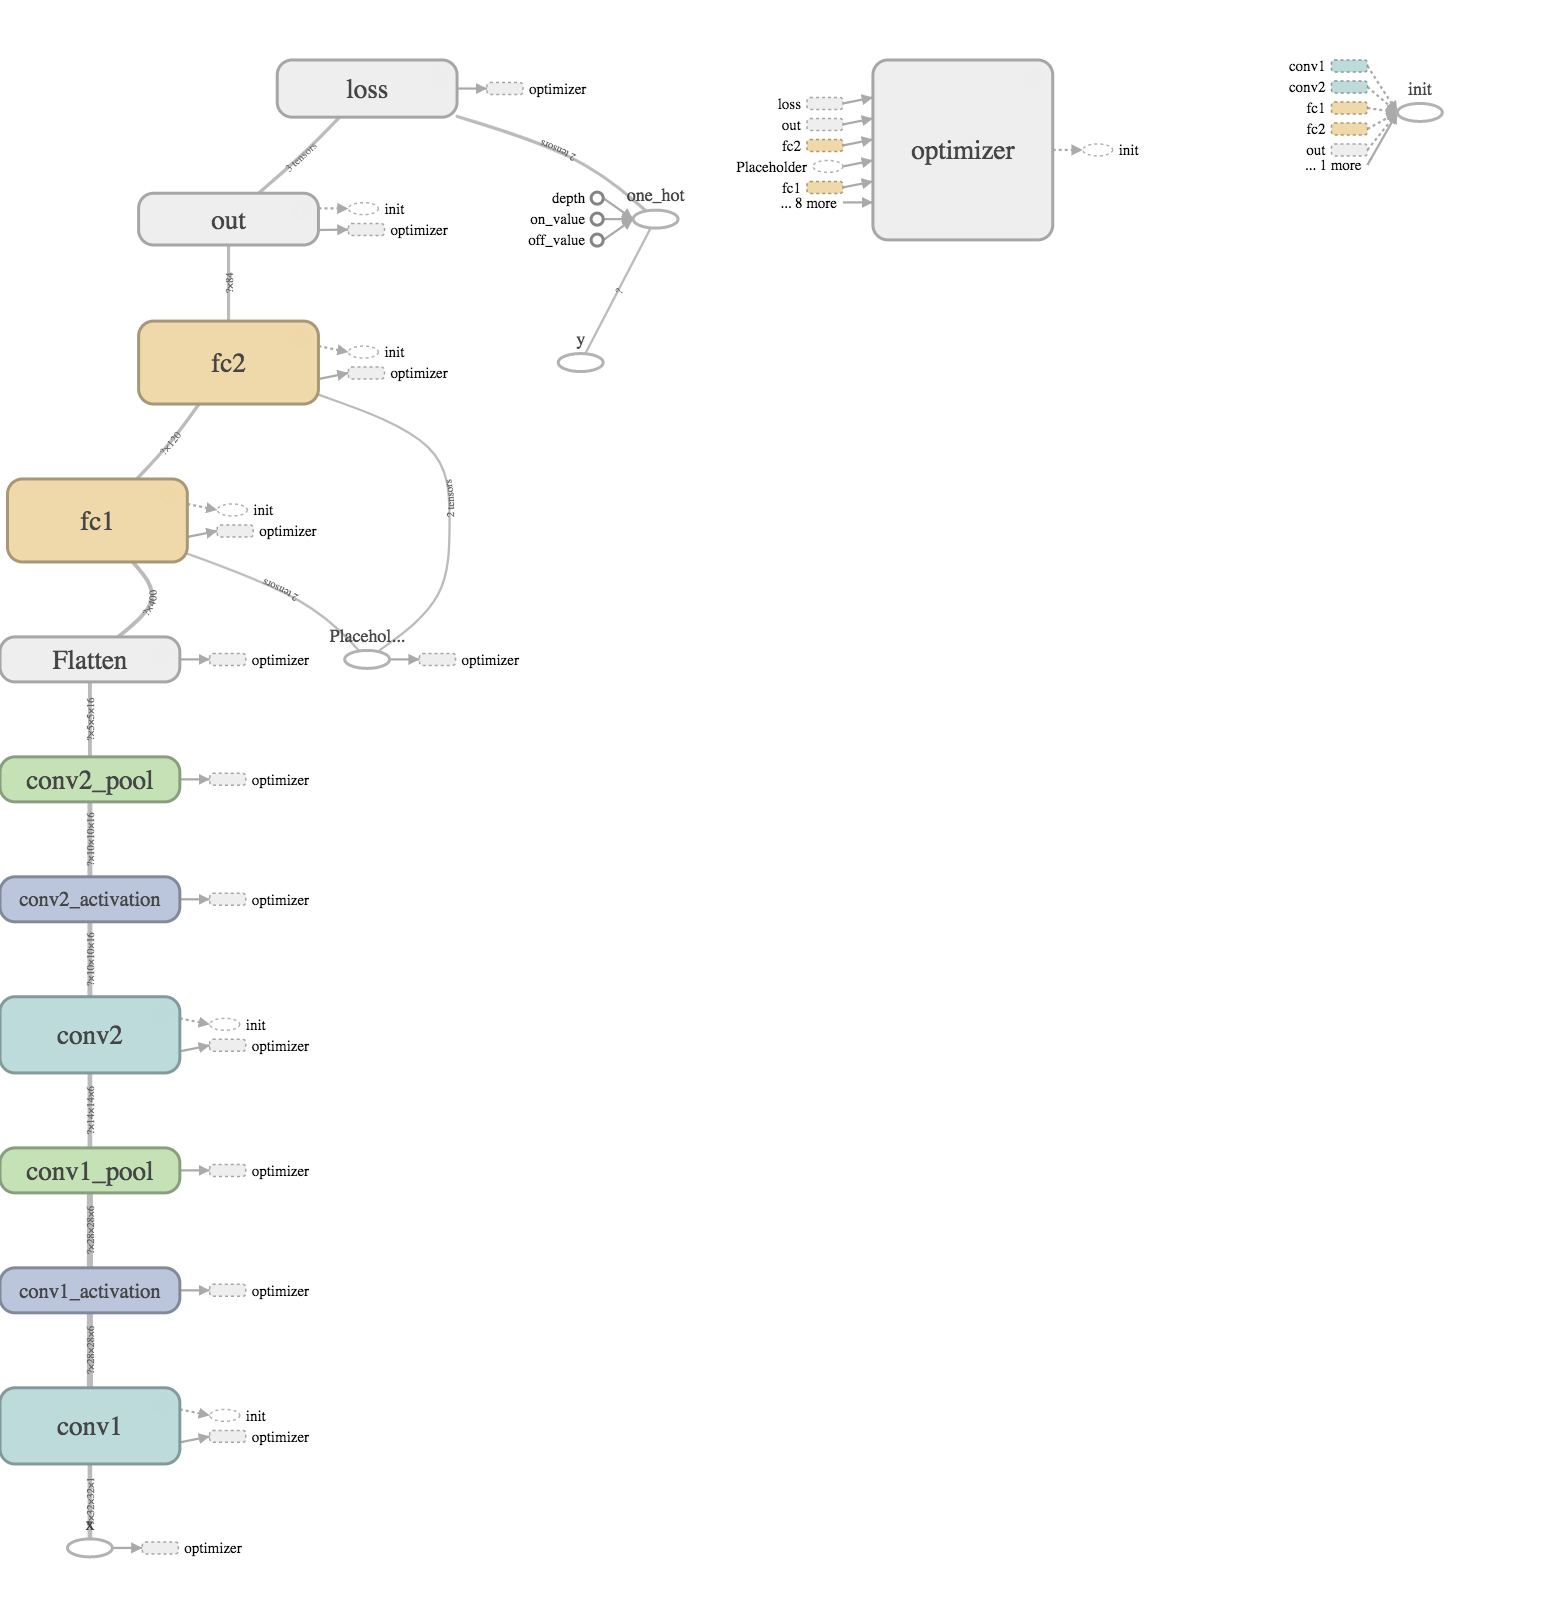 loss
optimizer
3 tensors
2 tensors
out
init
optimizer
depth
on_value
off_value
one_hot
?x84
?
y
fc2
init
optimizer
?x120
2 tensors
fc1
init
optimizer
2 tensors
?x400
Flatten
optimizer
Placehol...
optimizer
?x5x5x16
conv2_pool
optimizer
?x10x10x16
conv2_activation
optimizer
?x10x10x16
conv2
init
optimizer
?x14x14x6
conv1_pool
optimizer
?x28x28x6
conv1_activation
optimizer
?x28x28x6
conv1
init
optimizer
?x32x32x1
x
optimizer
loss
out
fc2
Placeholder
fc1
... 8 more
optimizer
init
conv1
conv2
fc1
fc2
out
... 1 more
init